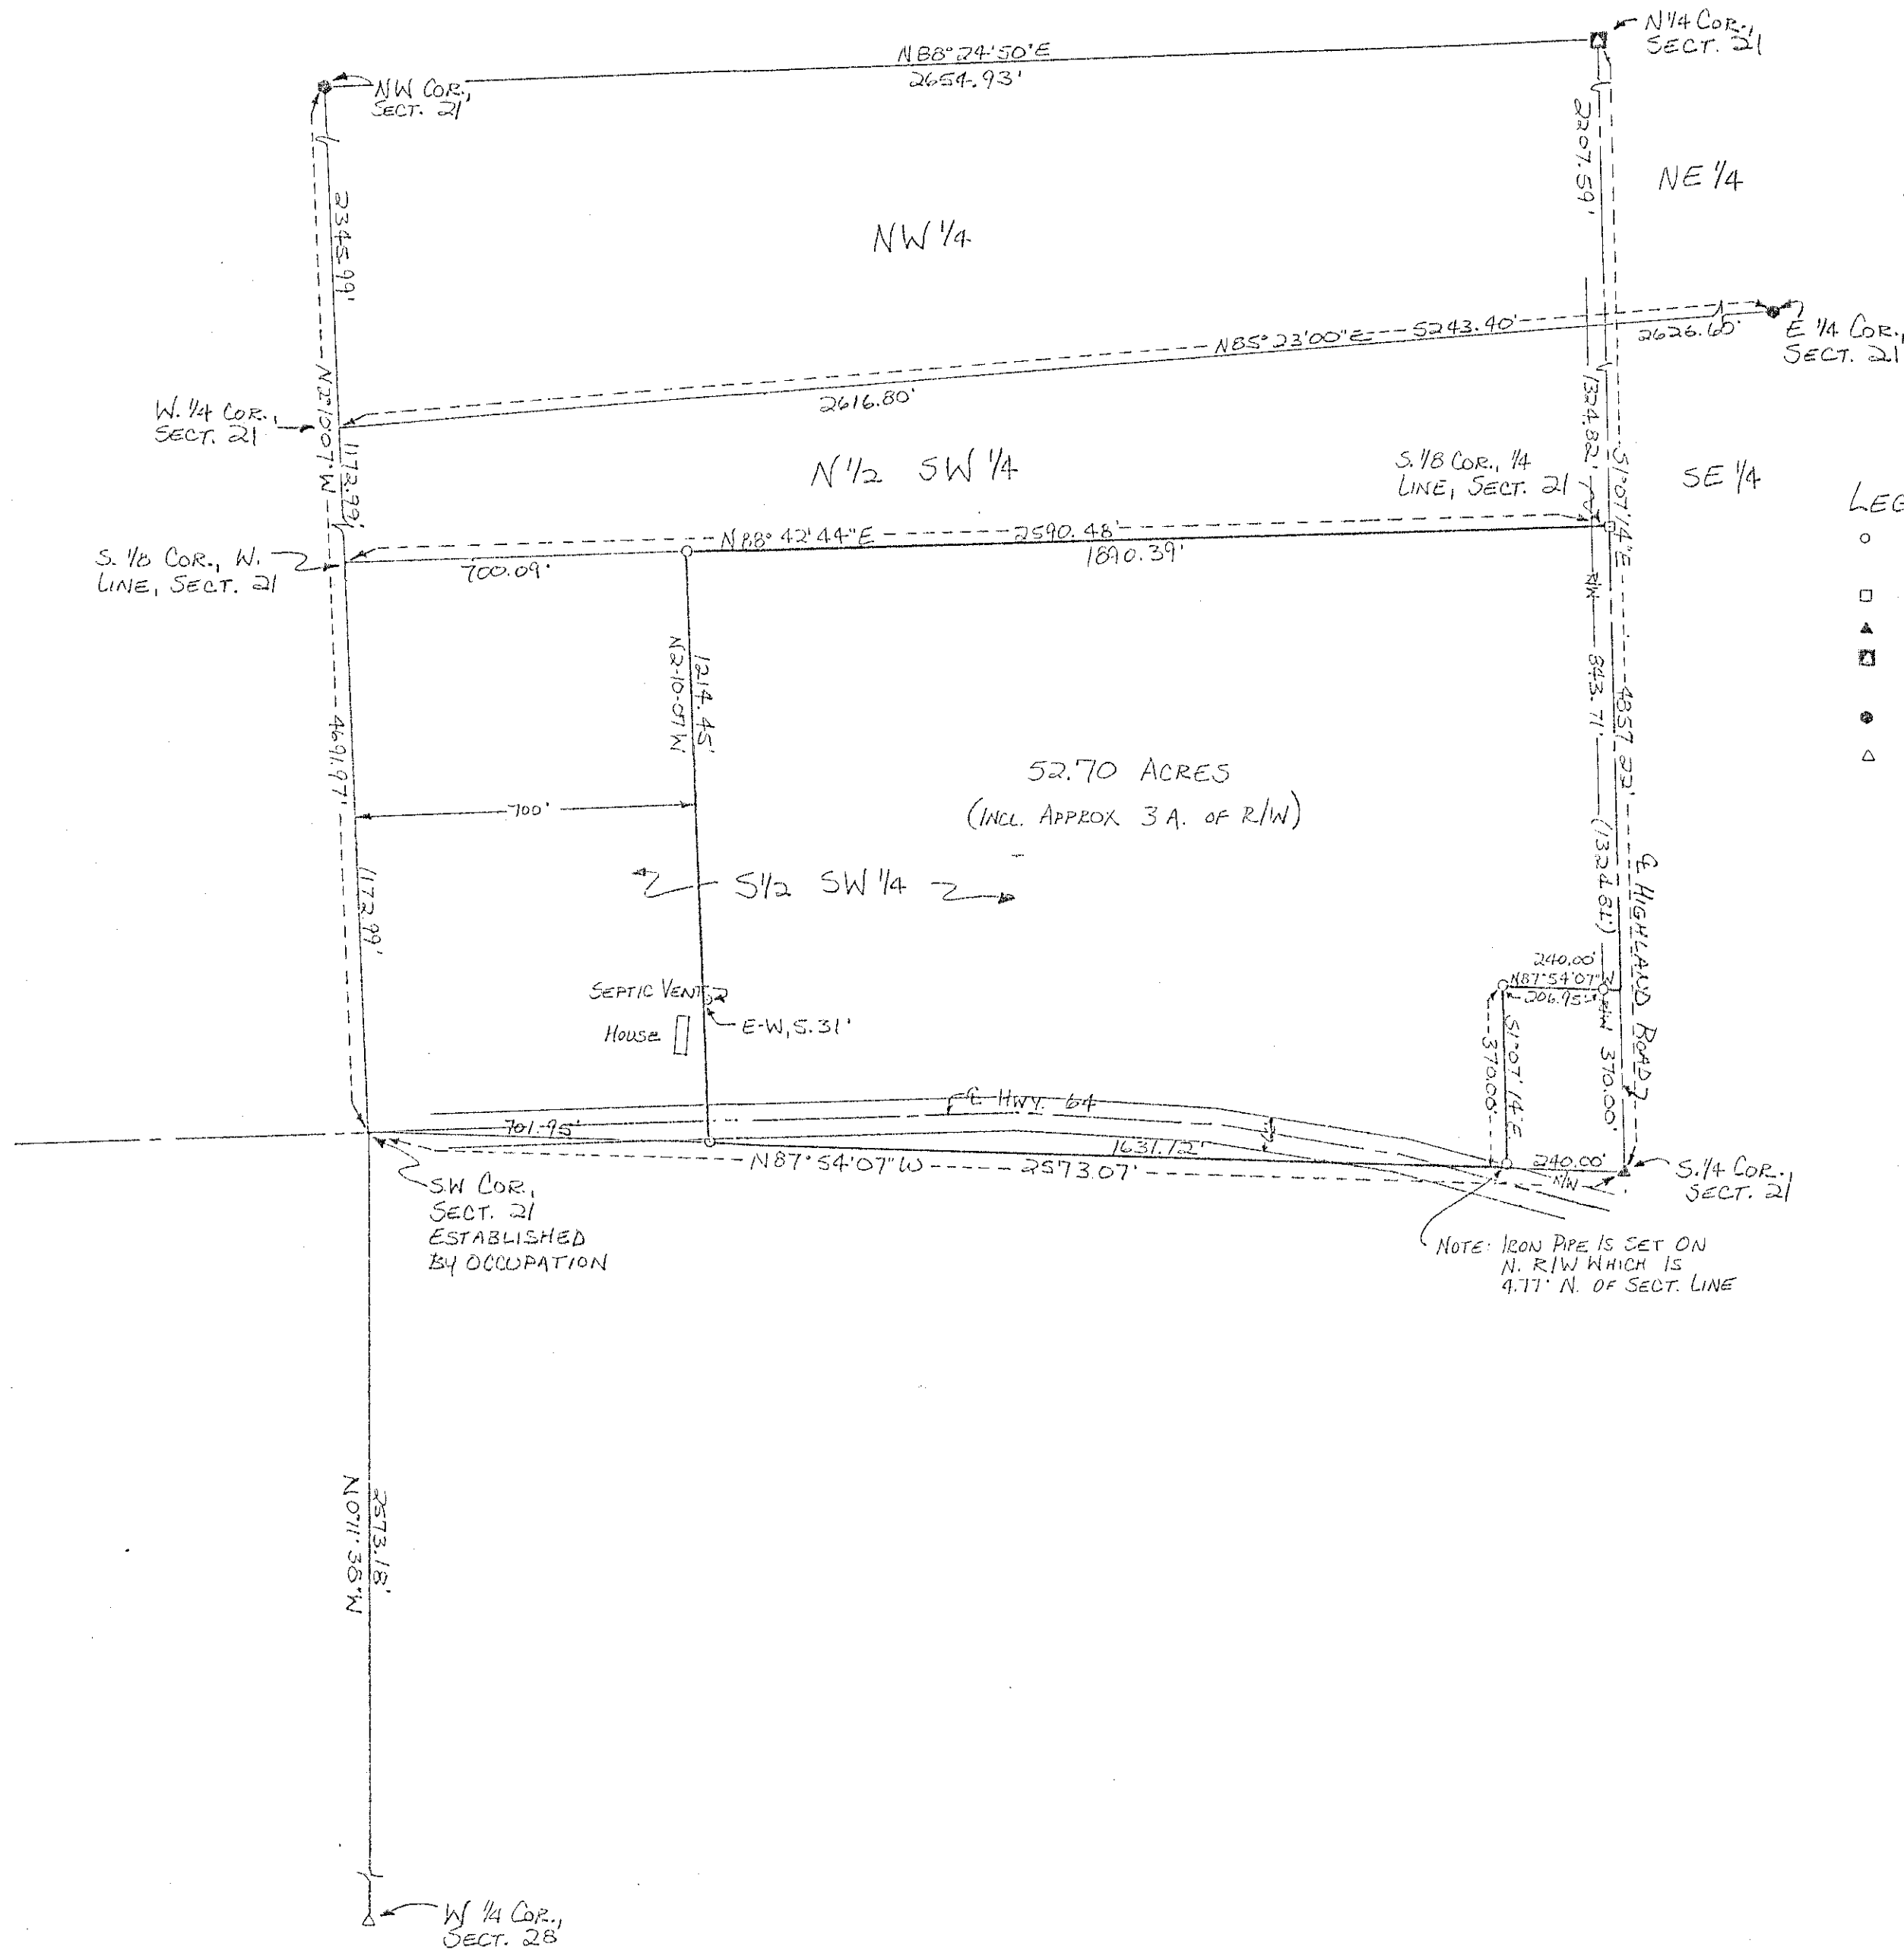 N 1/4 COR.,
SECT. 21
N88°24'50"E
2654.93'
NW COR.,
SECT. 21
2207.59'
NE 1/4
2345.99'
NW 1/4
N85°23'00"E 5243.40'
2626.60'
E 1/4 COR.,
SECT. 21
2616.80'
W. 1/4 COR.,
SECT. 21
N2°10'07"W
1172.99'
1324.82'
N 1/2 SW 1/4
S. 1/8 COR., 1/4
LINE, SECT. 21
S1°07'14"E
SE 1/4
LEG
N88°42'44"E 2590.48'
700.09'
1890.39'
S. 1/8 COR., W.
LINE, SECT. 21
R/W
1214.45'
N2-10-07 W
843.71'
4857.22'
4691.97'
52.70 ACRES
(INCL. APPROX 3 A. OF R/W)
700'
(1324.81')
℄ HIGHLAND ROAD
S1/2 SW 1/4
1172.99'
240.00'
N87°54'07"W
206.95'
SEPTIC VENT
E-W, 5.31'
HOUSE
S1°07'14"E
370.00'
R/W 370.00'
℄ HWY. 64
701.95'
1631.12'
N87°54'07"W 2573.07'
240.00'
R/W
S. 1/4 COR.,
SECT. 21
SW COR.,
SECT. 21
ESTABLISHED
BY OCCUPATION
NOTE: IRON PIPE IS SET ON
N. R/W WHICH IS
4.77' N. OF SECT. LINE
2573.18'
N0°11'38"W
W 1/4 COR.,
SECT. 28